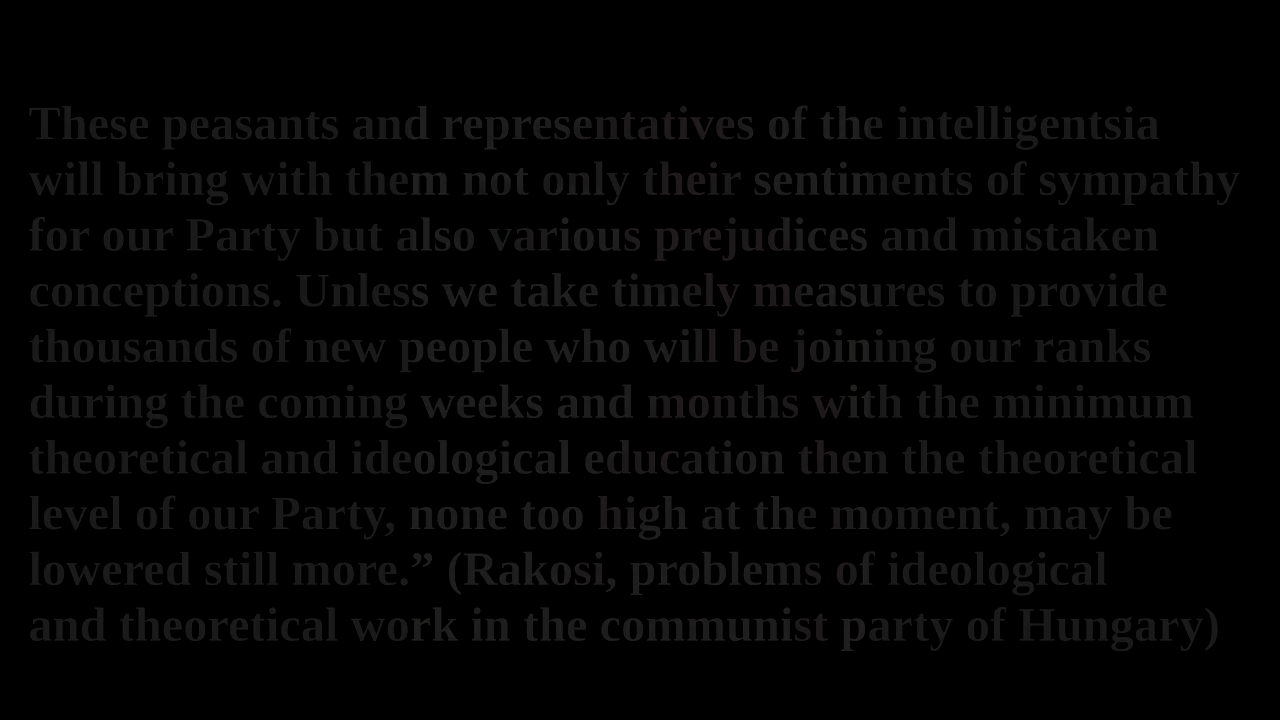 These peasants and representatives of the intelligentsia
will bring with them not only their sentiments of sympathy
for our Party but also various prejudices and mistaken
conceptions. Unless we take timely measures to provide
thousands of new people who will be joining our ranks
during the coming weeks and months with the minimum
theoretical and ideological education then the theoretical
level of our Party, none too high at the moment, may be
lowered still more.” (Rakosi, problems of ideological
and theoretical work in the communist party of Hungary)